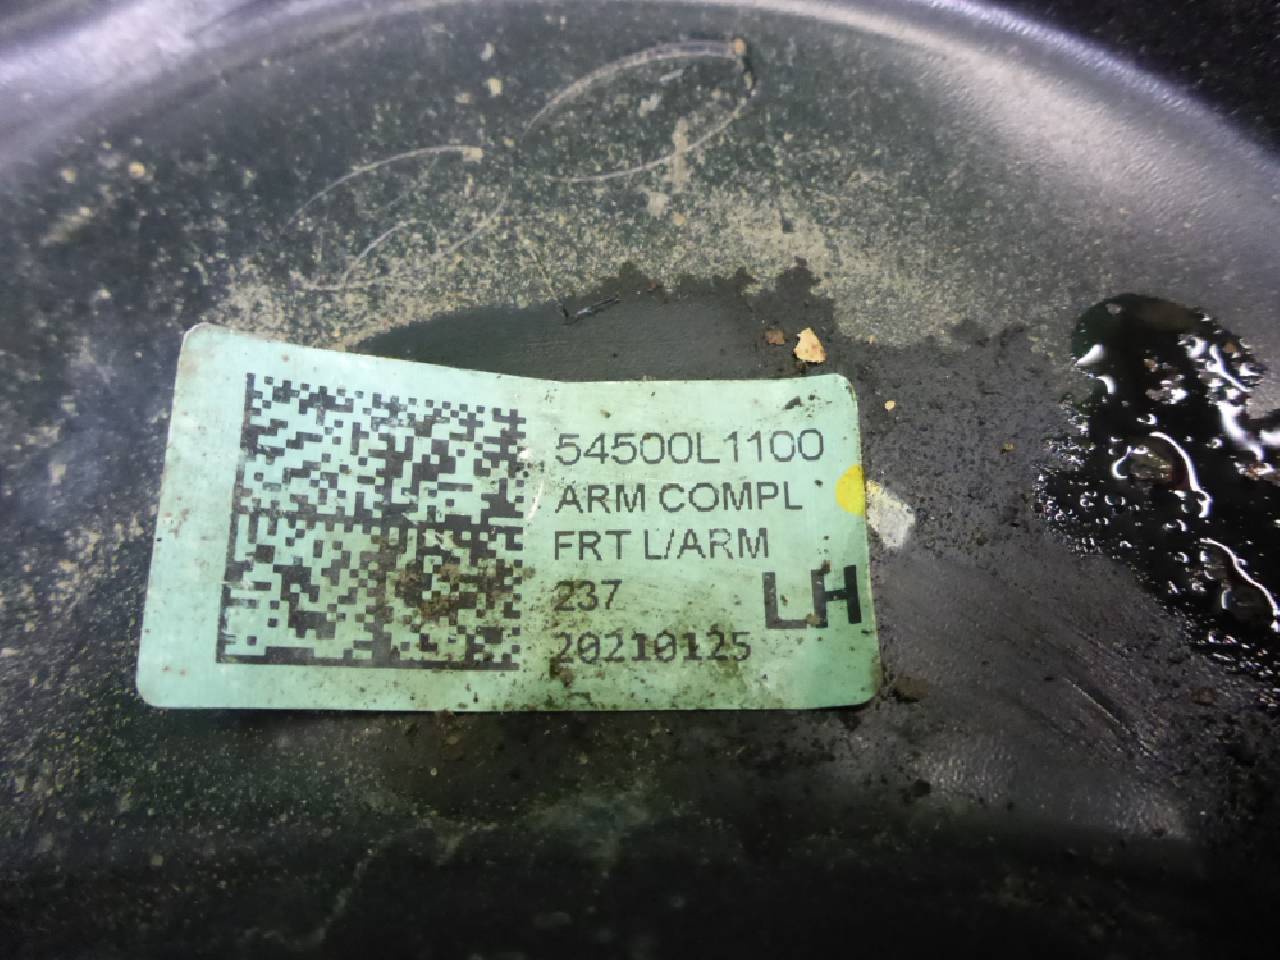 54500L1100
ARM COMPL
FRT L/ARM
237
LH
20210125